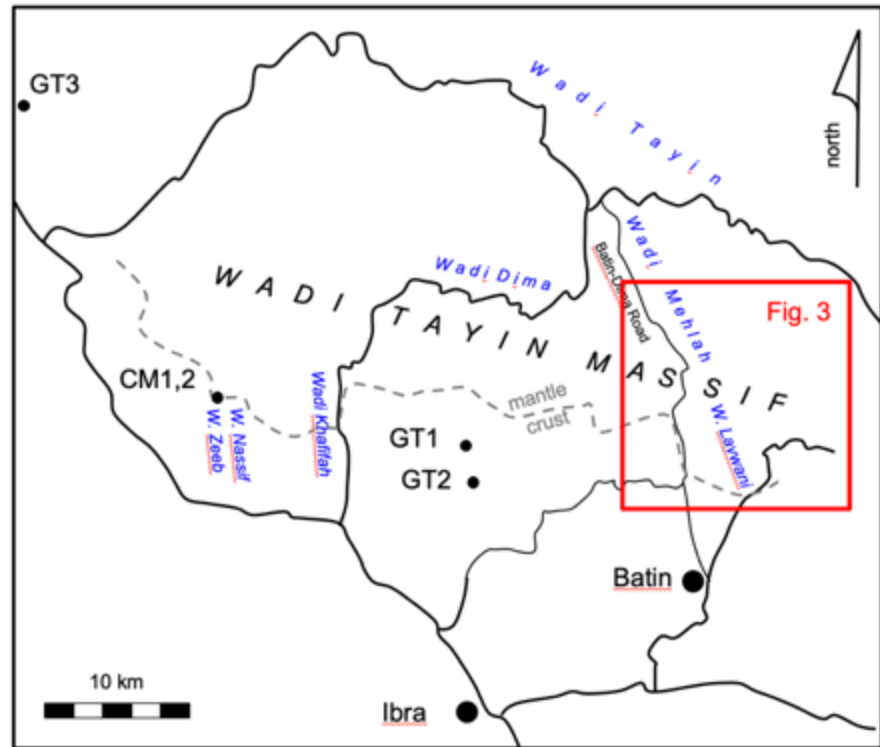 GT3
Wadi Tayin
north
Wadi Mehlah
Wadi Dima
Batin-Dima Road
Fig. 3
WADI TAYIN MASSIF
CM1,2
W. Zeeb
W. Nassif
Wadi Khafifah
mantle
crust
GT1
GT2
W. Lavwani
Batin
10 km
Ibra